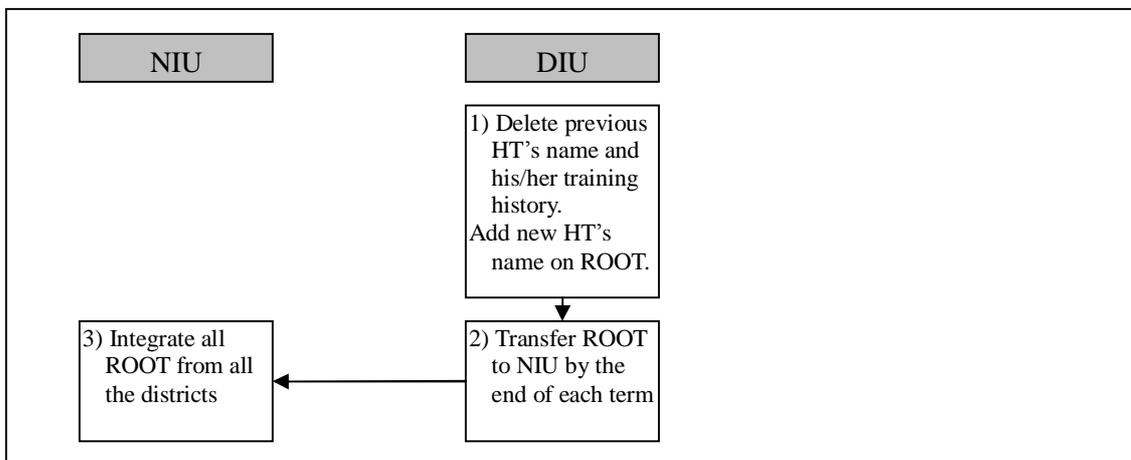 NIU
DIU
1) Delete previous
HT’s name and
his/her training
history.
Add new HT’s
name on ROOT.
3) Integrate all
ROOT from all
the districts
2) Transfer ROOT
to NIU by the
end of each term